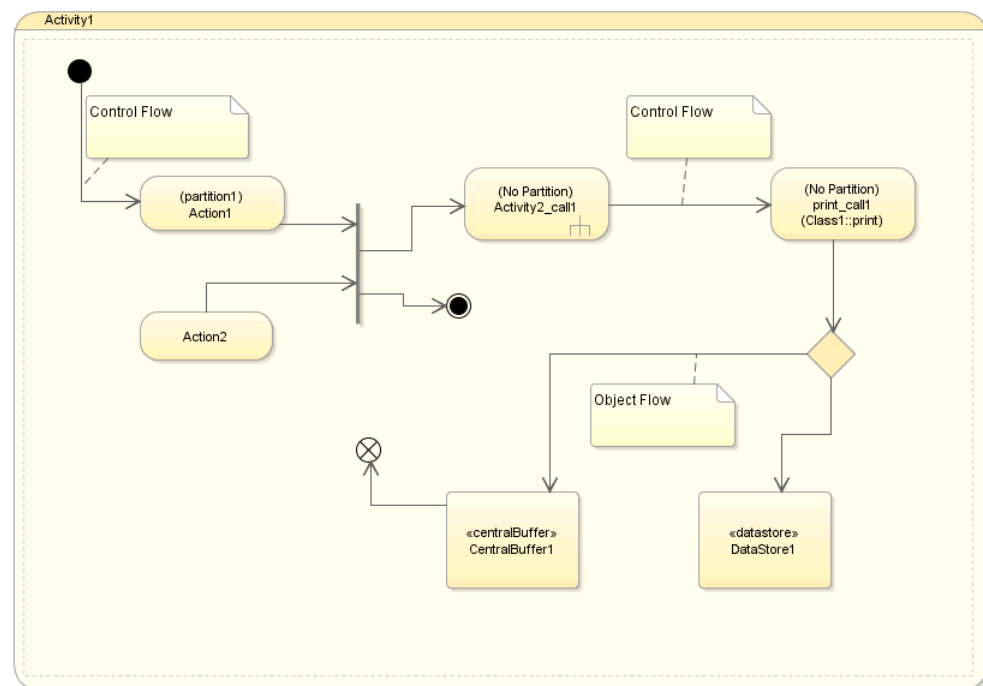 Activity1
Control Flow
Control Flow
(partition1)
Action1
(No Partition)
Activity2_call1
(No Partition)
print_call1
(Class1::print)
Action2
Object Flow
«centralBuffer»
CentralBuffer1
«datastore»
DataStore1